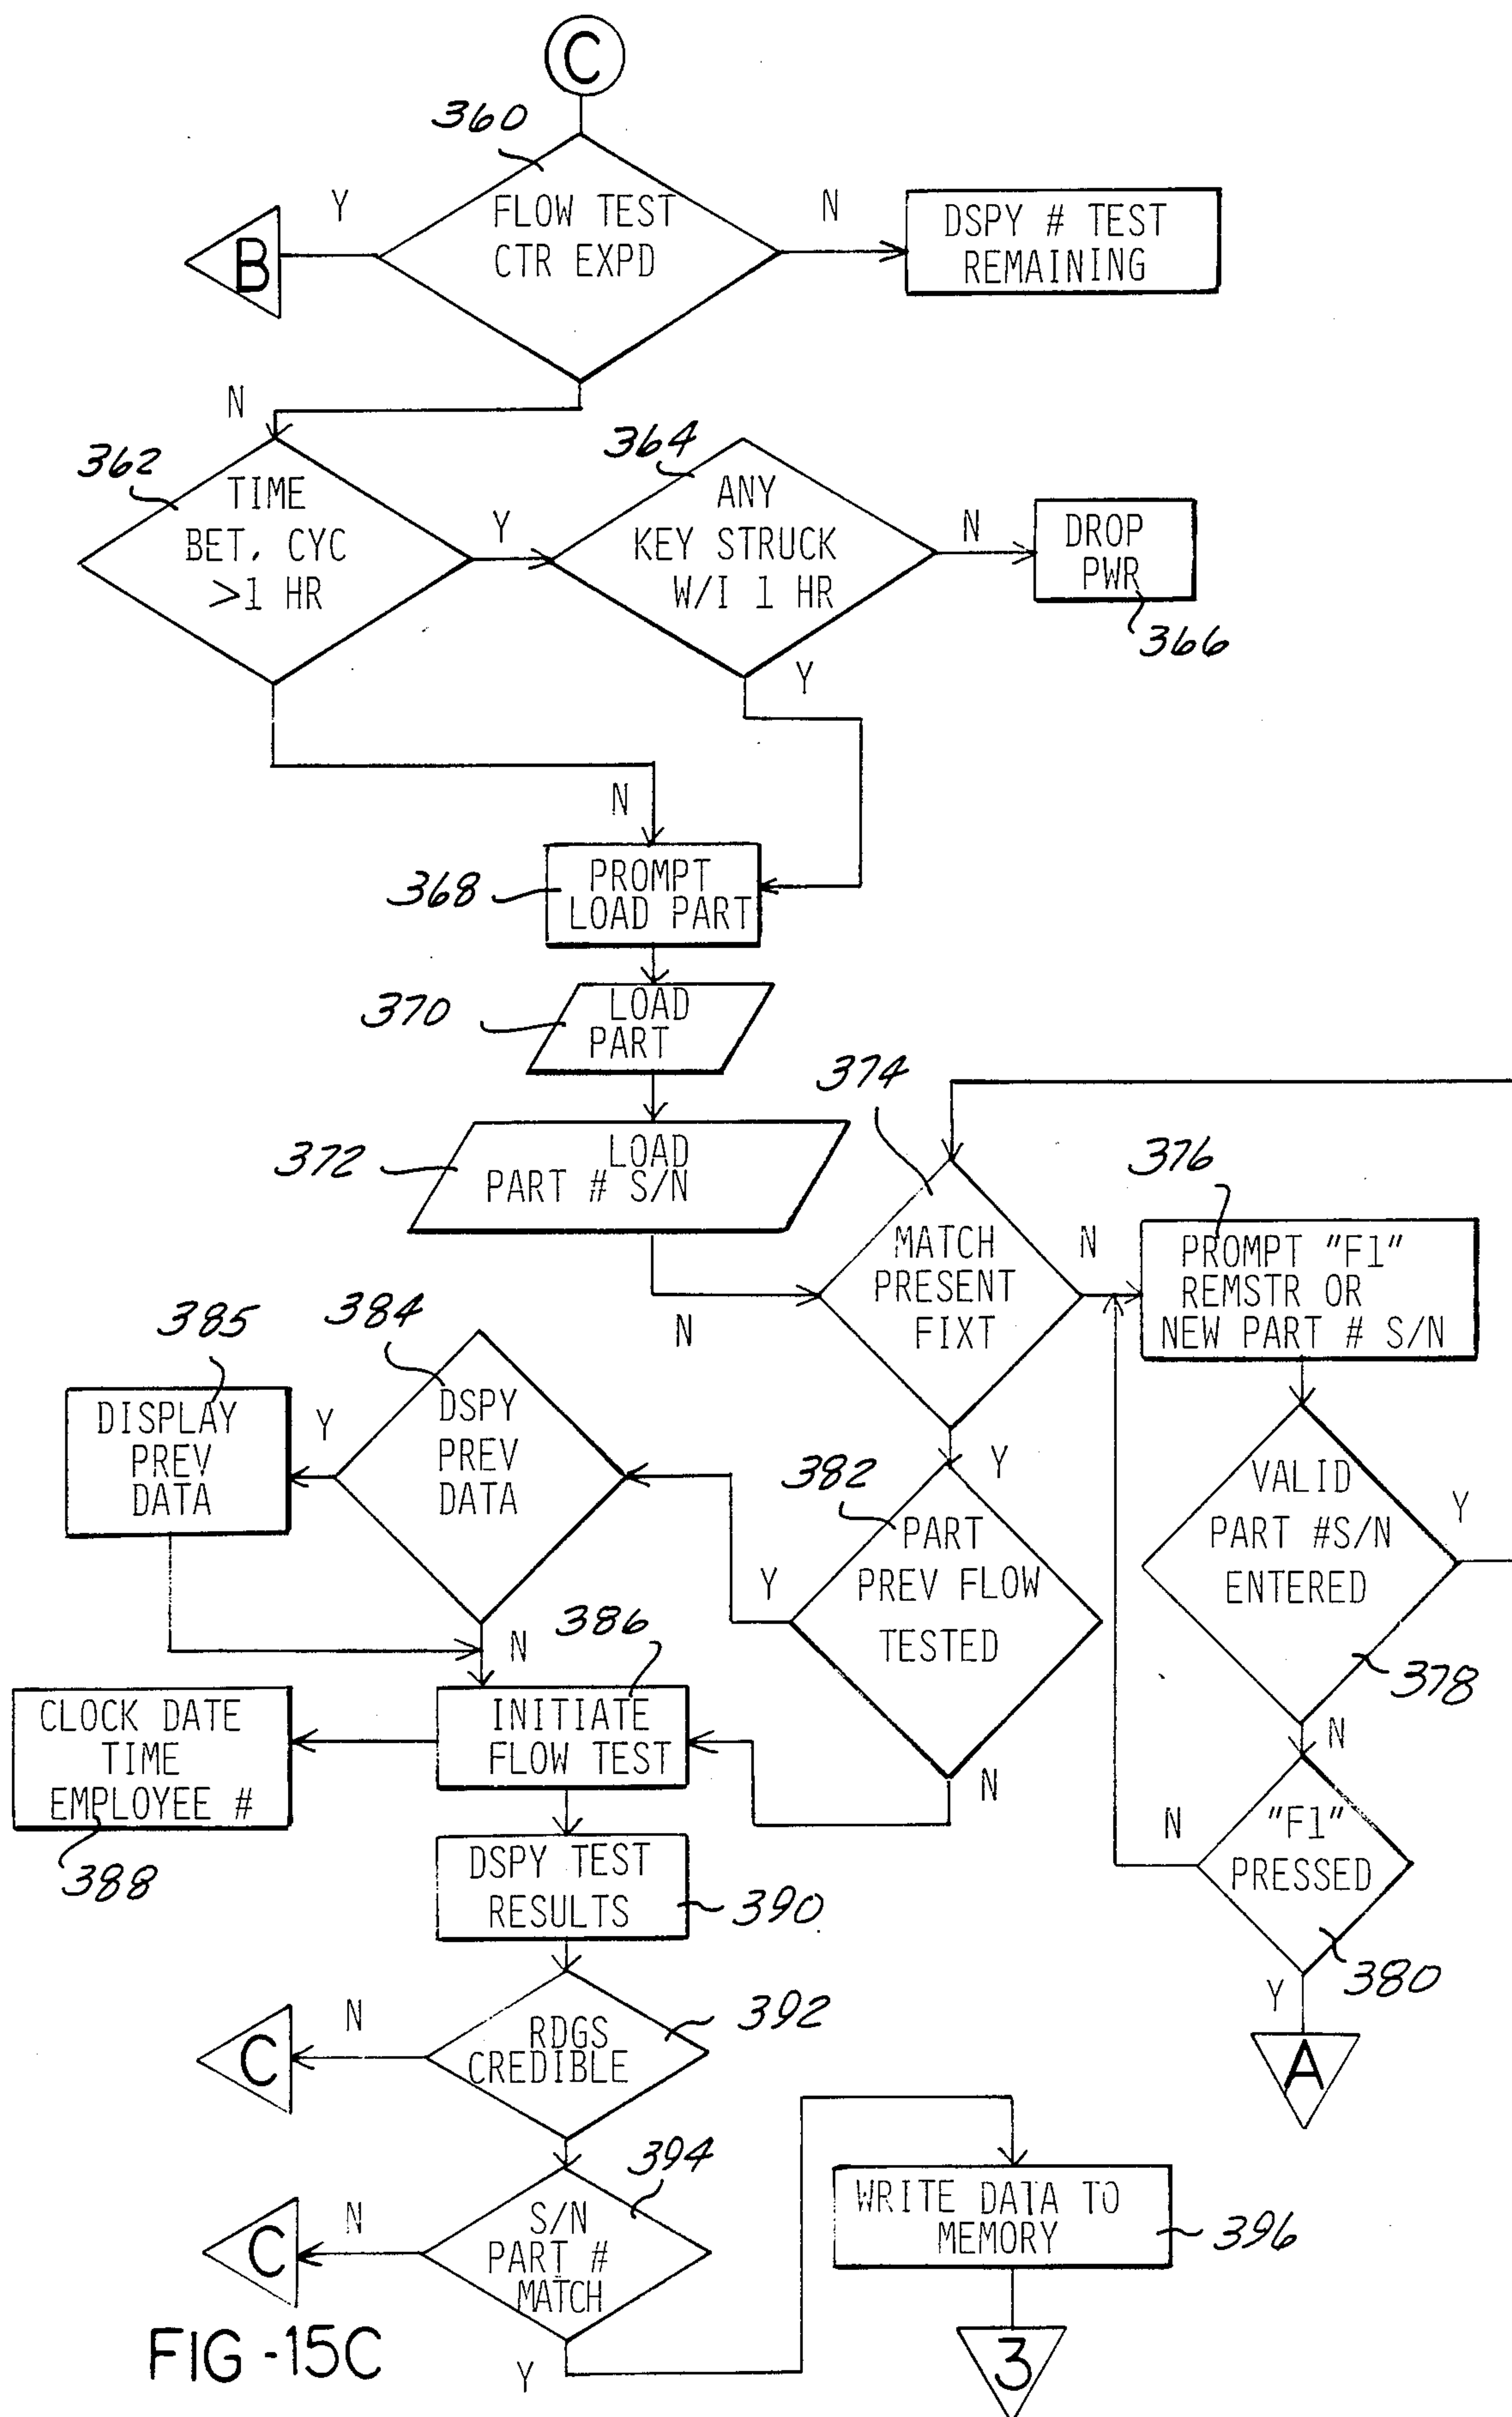 C
360
Y
FLOW TEST
CTR EXPD
N
DSPY # TEST
REMAINING
B
N
362
TIME
BET. CYC
>1 HR
Y
364
ANY
KEY STRUCK
W/I 1 HR
N
DROP
PWR
366
Y
N
368
PROMPT
LOAD PART
370
LOAD
PART
372
LOAD
PART # S/N
N
374
MATCH
PRESENT
FIXT
N
376
PROMPT "F1"
REMSTR OR
NEW PART # S/N
Y
385
DISPLAY
PREV
DATA
Y
384
DSPY
PREV
DATA
N
382
PART
PREV FLOW
TESTED
Y
N
VALID
PART #S/N
ENTERED
Y
378
N
386
INITIATE
FLOW TEST
CLOCK DATE
TIME
EMPLOYEE #
388
"F1"
PRESSED
N
380
Y
A
DSPY TEST
RESULTS
390
RDGS
CREDIBLE
392
N
C
394
S/N
PART #
MATCH
N
C
Y
WRITE DATA TO
MEMORY
396
3
FIG-15C